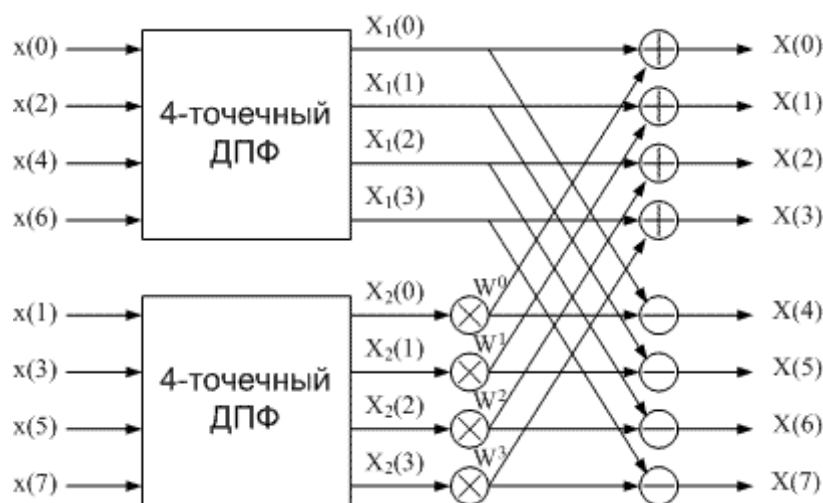 x(0) X₁(0) X(0)
x(2) X₁(1) X(1)
4-точечный
ДПФ
x(4) X₁(2) X(2)
x(6) X₁(3) X(3)
x(1) X₂(0) W⁰ X(4)
x(3) X₂(1) W¹ X(5)
4-точечный
ДПФ
x(5) X₂(2) W² X(6)
x(7) X₂(3) W³ X(7)